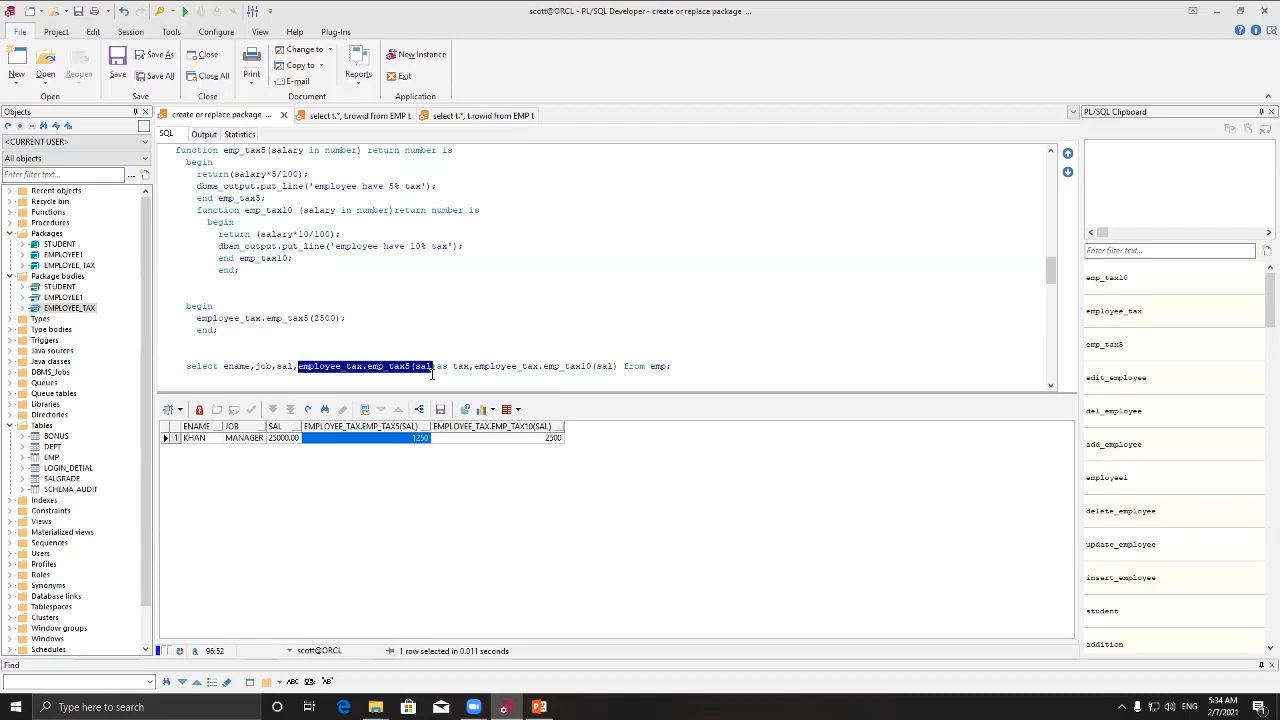 scott@ORCL - PL/SQL Developer - create or replace package ...
File Project Edit Session Tools Configure View Help Plug-Ins
New Open Reopen Save Save As Save All Close Close All Print Change to Copy to E-mail Reports New Instance Exit
Open Save Close Document Tools Application
Objects
<CURRENT USER>
All objects
Enter filter text... ...
Recent objects
Recycle bin
Functions
Procedures
Packages
STUDENT
EMPLOYEE1
EMPLOYEE_TAX
Package bodies
STUDENT
EMPLOYEE1
EMPLOYEE_TAX
Types
Type bodies
Triggers
Java sources
Java classes
DBMS_Jobs
Queues
Queue tables
Libraries
Directories
Tables
BONUS
DEPT
EMP
LOGIN_DETIAL
SALGRADE
SCHEMA_AUDIT
Indexes
Constraints
Views
Materialized views
Sequences
Users
Profiles
Roles
Synonyms
Database links
Tablespaces
Clusters
Window groups
Windows
Schedules
create or replace package ... select t.*, t.rowid from EMP t select t.*, t.rowid from EMP t
SQL Output Statistics
function emp_tax5(salary in number) return number is
begin
return(salary*5/100);
dbms_output.put_line('employee have 5% tax');
end emp_tax5;
function emp_tax10 (salary in number)return number is
begin
return (salary*10/100);
dbsm_output.put_line('employee have 10% tax');
end emp_tax10;
end;
begin
employee_tax.emp_tax5(2500);
end;
select ename,job,sal,employee_tax.emp_tax5(sal)as tax,employee_tax.emp_tax10(sal) from emp;
ENAME JOB SAL EMPLOYEE_TAX.EMP_TAX5(SAL) EMPLOYEE_TAX.EMP_TAX10(SAL)
1 KHAN MANAGER 25000.00 1250 2500
96:52 scott@ORCL 1 row selected in 0.011 seconds
PL/SQL Clipboard
Enter filter text...
emp_tax10
employee_tax
emp_tax5
edit_employee
del_employee
add_employee
employee1
delete_employee
update_employee
insert_employee
student
addition
Find
ABC
Type here to search
5:34 AM
2/7/2021